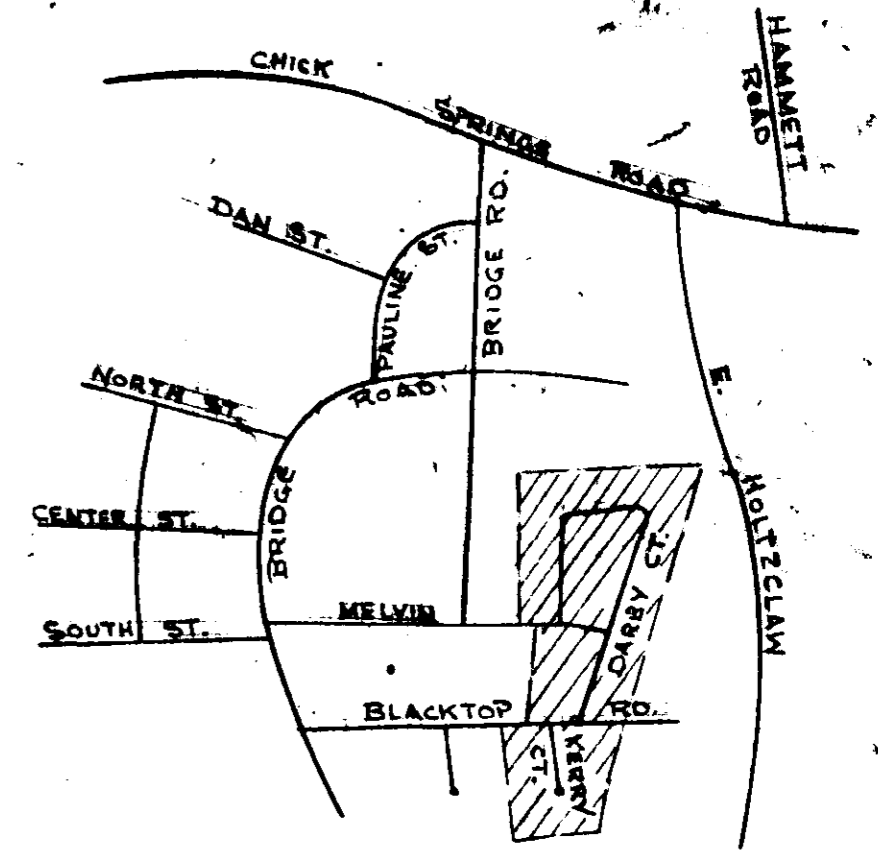 CHICK SPRINGS ROAD
HAMMETT ROAD
DAN ST.
PAULINE ST.
BRIDGE RD.
NORTH ST.
BRIDGE ROAD
E. HOLTZCLAW
CENTER ST.
DARBY CT.
MELVIN
SOUTH ST.
BLACKTOP RD.
KERRY CT.